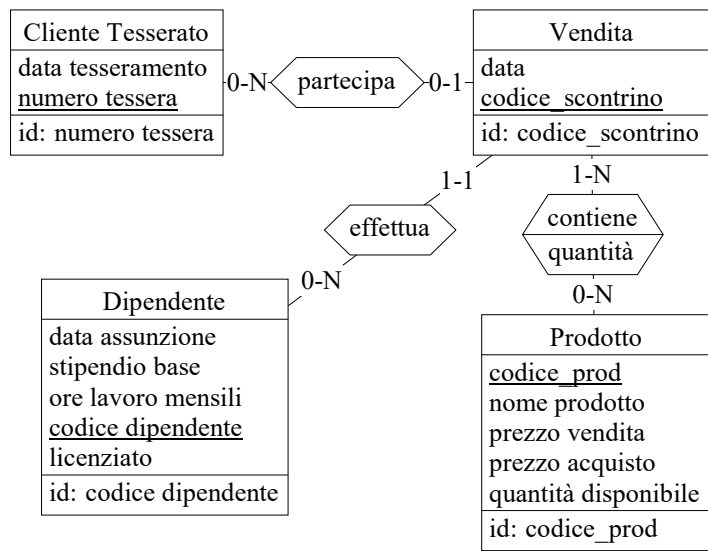 Cliente Tesserato
data tesseramento
numero tessera
id: numero tessera
0-N
partecipa
0-1
Vendita
data
codice_scontrino
id: codice_scontrino
1-1
effettua
0-N
1-N
contiene
quantità
0-N
Dipendente
data assunzione
stipendio base
ore lavoro mensili
codice dipendente
licenziato
id: codice dipendente
Prodotto
codice_prod
nome prodotto
prezzo vendita
prezzo acquisto
quantità disponibile
id: codice_prod